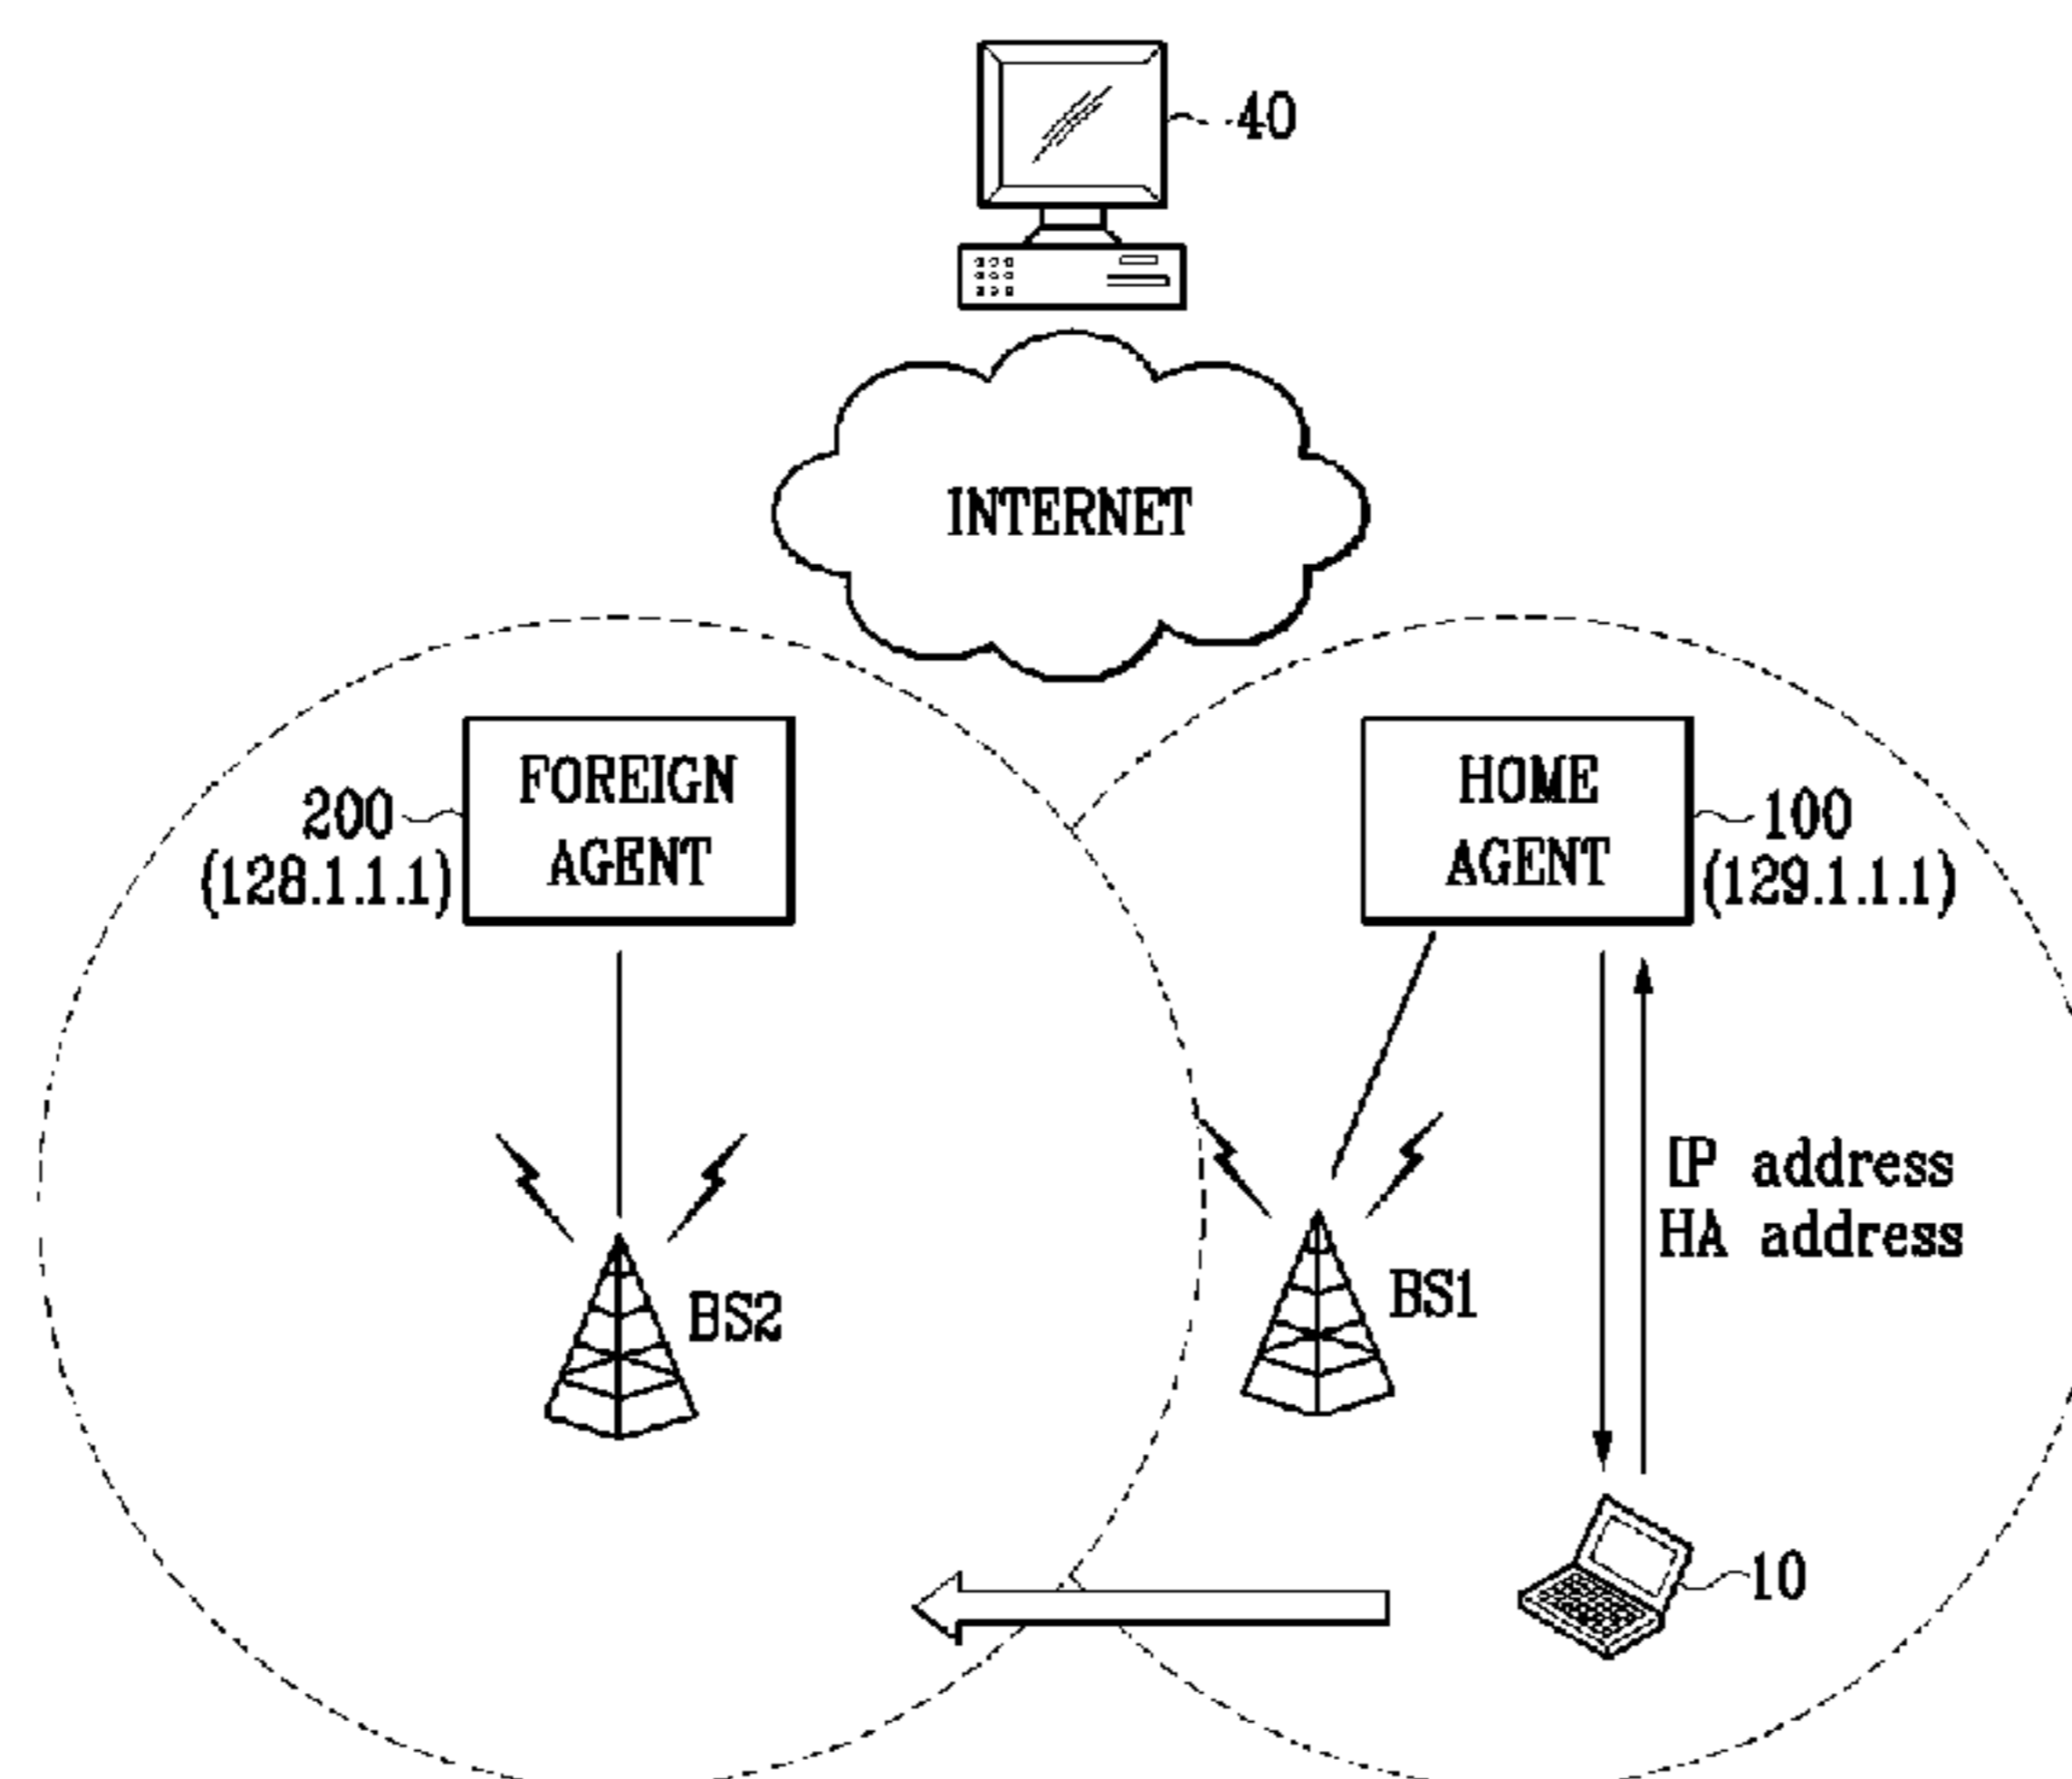 40
INTERNET
FOREIGN
AGENT
200
(128.1.1.1)
HOME
AGENT
100
(129.1.1.1)
IP address
HA address
BS2
BS1
10